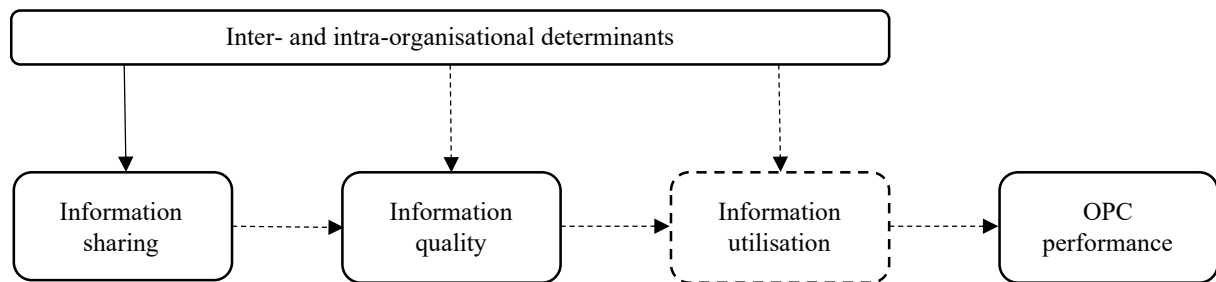 Inter- and intra-organisational determinants
Information
sharing
Information
quality
Information
utilisation
OPC
performance